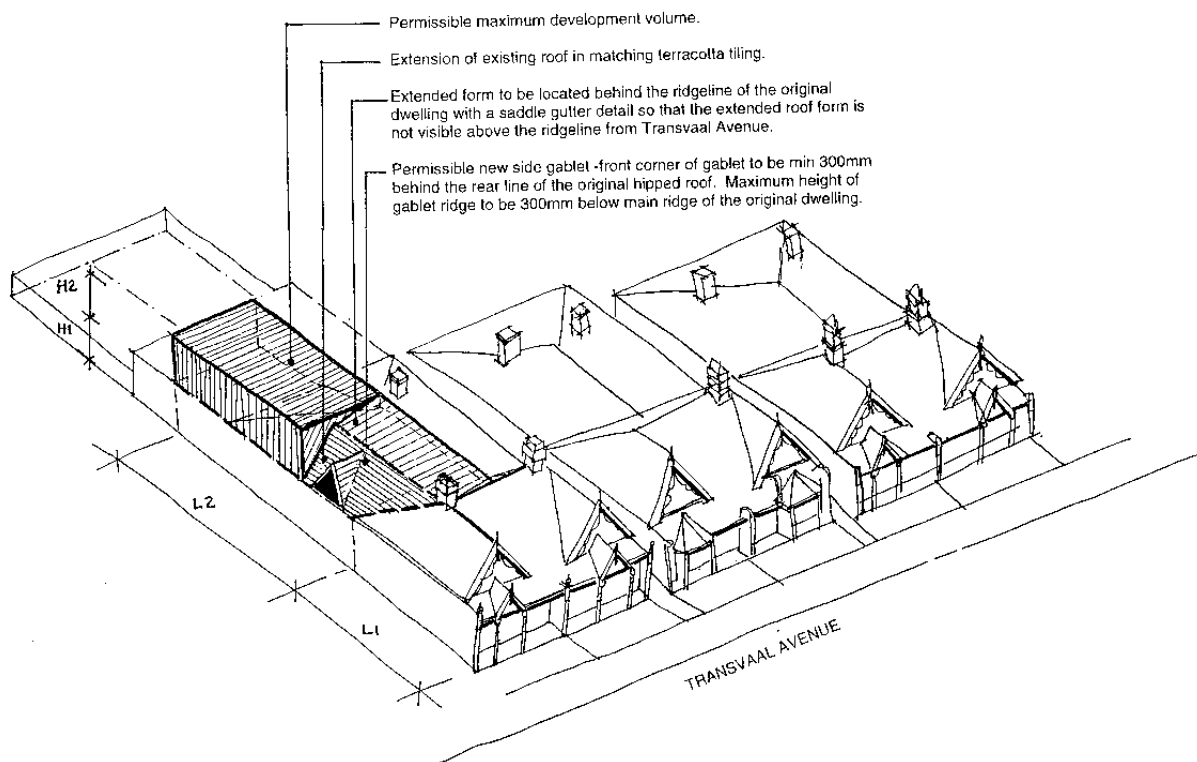 Permissible maximum development volume.
Extension of existing roof in matching terracotta tiling.
Extended form to be located behind the ridgeline of the original
dwelling with a saddle gutter detail so that the extended roof form is
not visible above the ridgeline from Transvaal Avenue.
Permissible new side gablet -front corner of gablet to be min 300mm
behind the rear line of the original hipped roof. Maximum height of
gablet ridge to be 300mm below main ridge of the original dwelling.
H2
H1
L2
L1
TRANSVAAL AVENUE